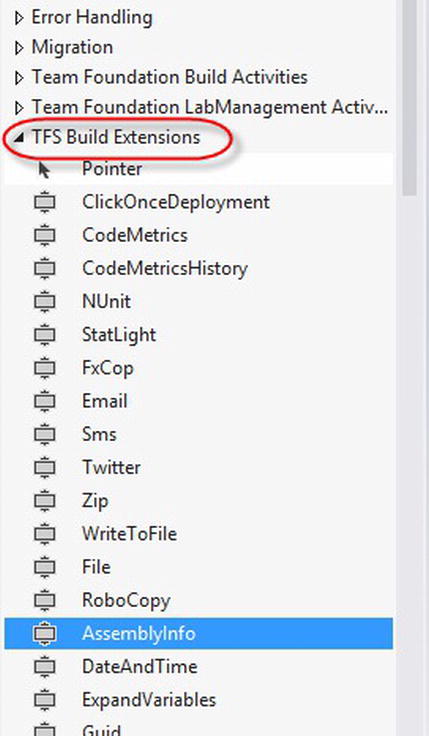 Error Handling
Migration
Team Foundation Build Activities
Team Foundation LabManagement Activ...
TFS Build Extensions
Pointer
ClickOnceDeployment
CodeMetrics
CodeMetricsHistory
NUnit
StatLight
FxCop
Email
Sms
Twitter
Zip
WriteToFile
File
RoboCopy
AssemblyInfo
DateAndTime
ExpandVariables
Guid